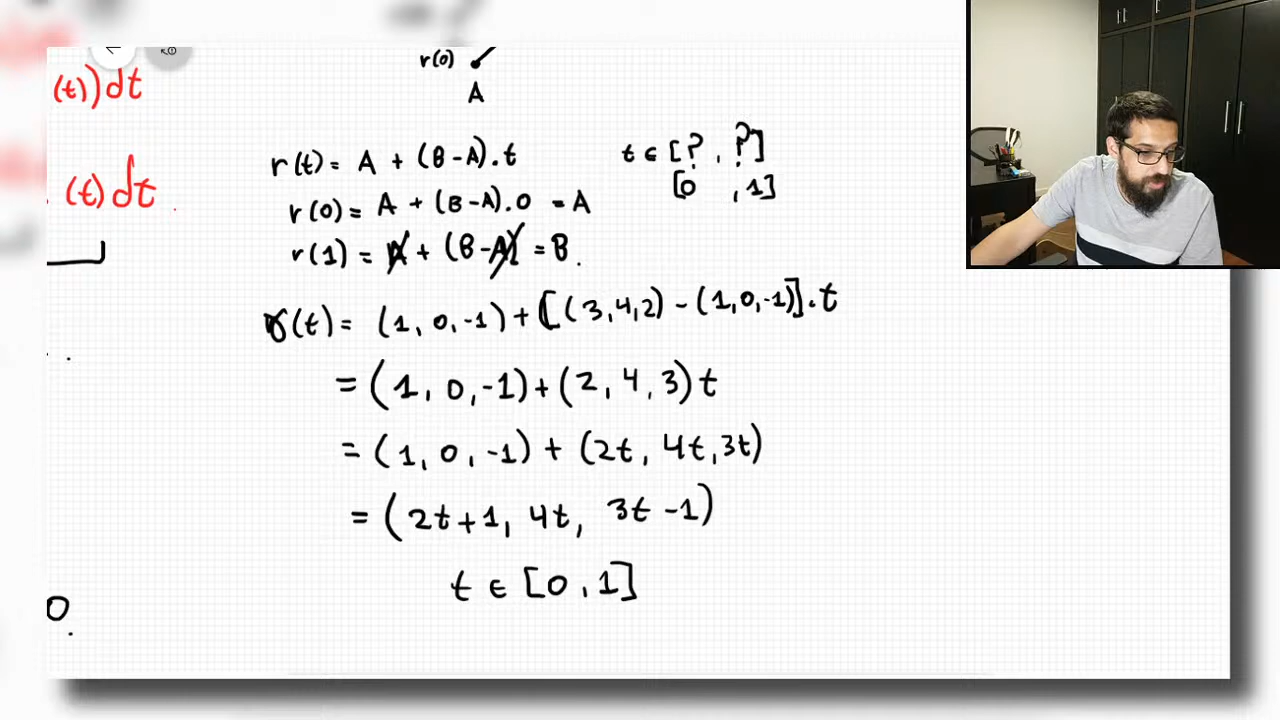 (t)) dt
. (t) dt
r(0)
A
r(t) = A + (B-A).t
t ∈ [?, ?]
r(0) = A + (B-A).0 = A
[0, 1]
r(1) = A + (B-A) = B.
γ(t) = (1, 0, -1) + [(3,4,2) - (1,0,-1)].t
= (1, 0, -1) + (2, 4, 3) t
= (1, 0, -1) + (2t, 4t, 3t)
= (2t+1, 4t, 3t -1)
t ∈ [0, 1]
0.